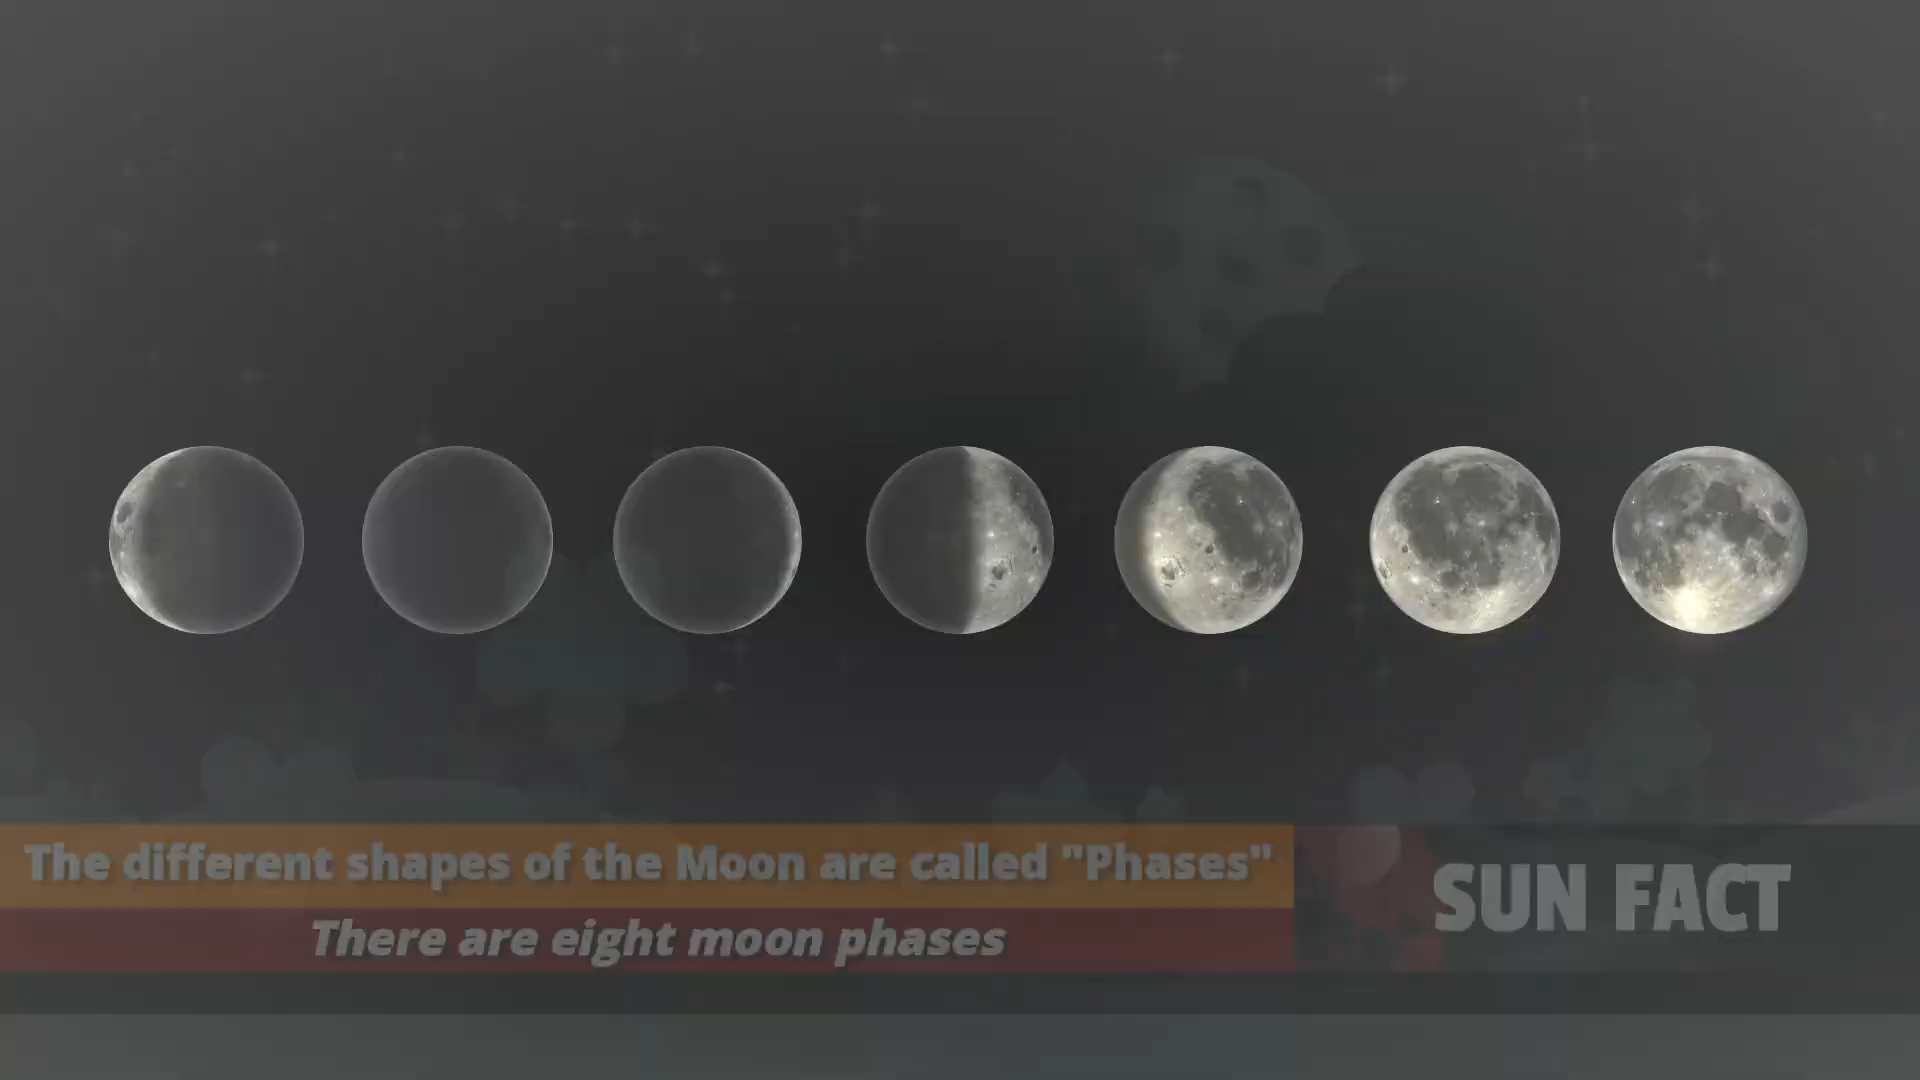 The different shapes of the Moon are called "Phases"
There are eight moon phases
SUN FACT